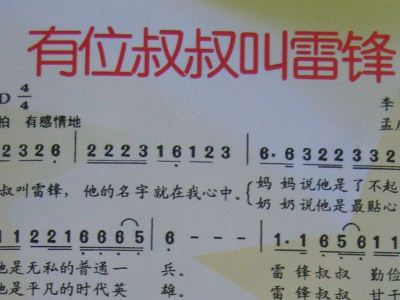 有位叔叔叫雷锋
D 4/4
李
拍 有感情地
孟
2 3 2 3 2 6 | 2 2 2 3 1 6 1 2 3 | 6· 6 3 2 2 3 3 2 2
叔叫雷锋，他的名字就在我心中。 妈妈说他是了不起
奶奶说他是最贴心
1 1 2 2 1 6 6 6 5 | 6 - - - | 1· 1 6 5 6 1 1
他是无私的普通一兵。 雷锋叔叔 勤俭
他是平凡的时代英雄。 雷锋叔叔 甘于